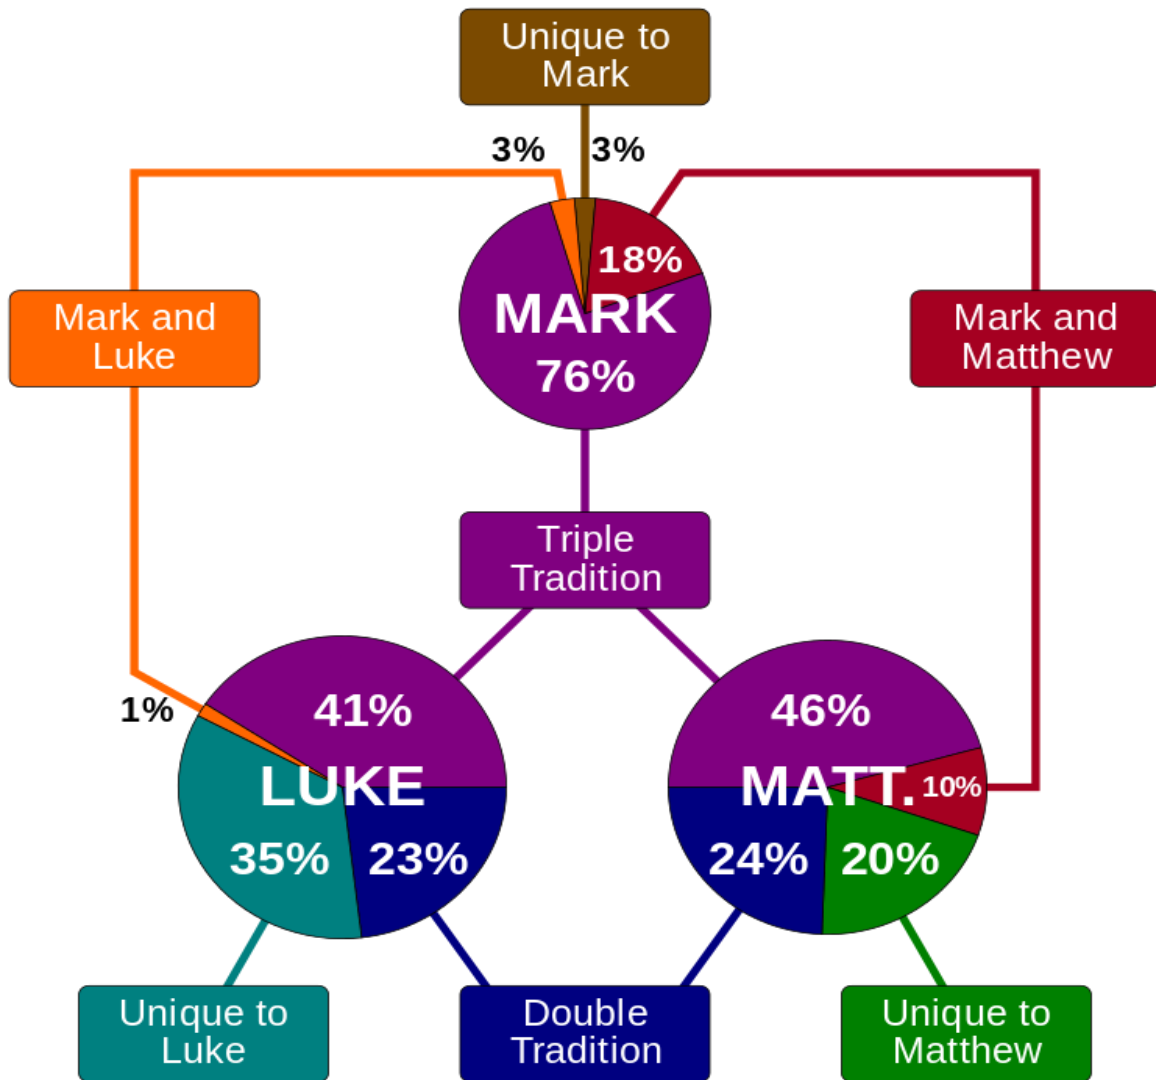 Unique to
Mark
3%
3%
18%
MARK
76%
Mark and
Luke
Mark and
Matthew
Triple
Tradition
1%
41%
LUKE
35%
23%
46%
MATT.
10%
24%
20%
Unique to
Luke
Double
Tradition
Unique to
Matthew